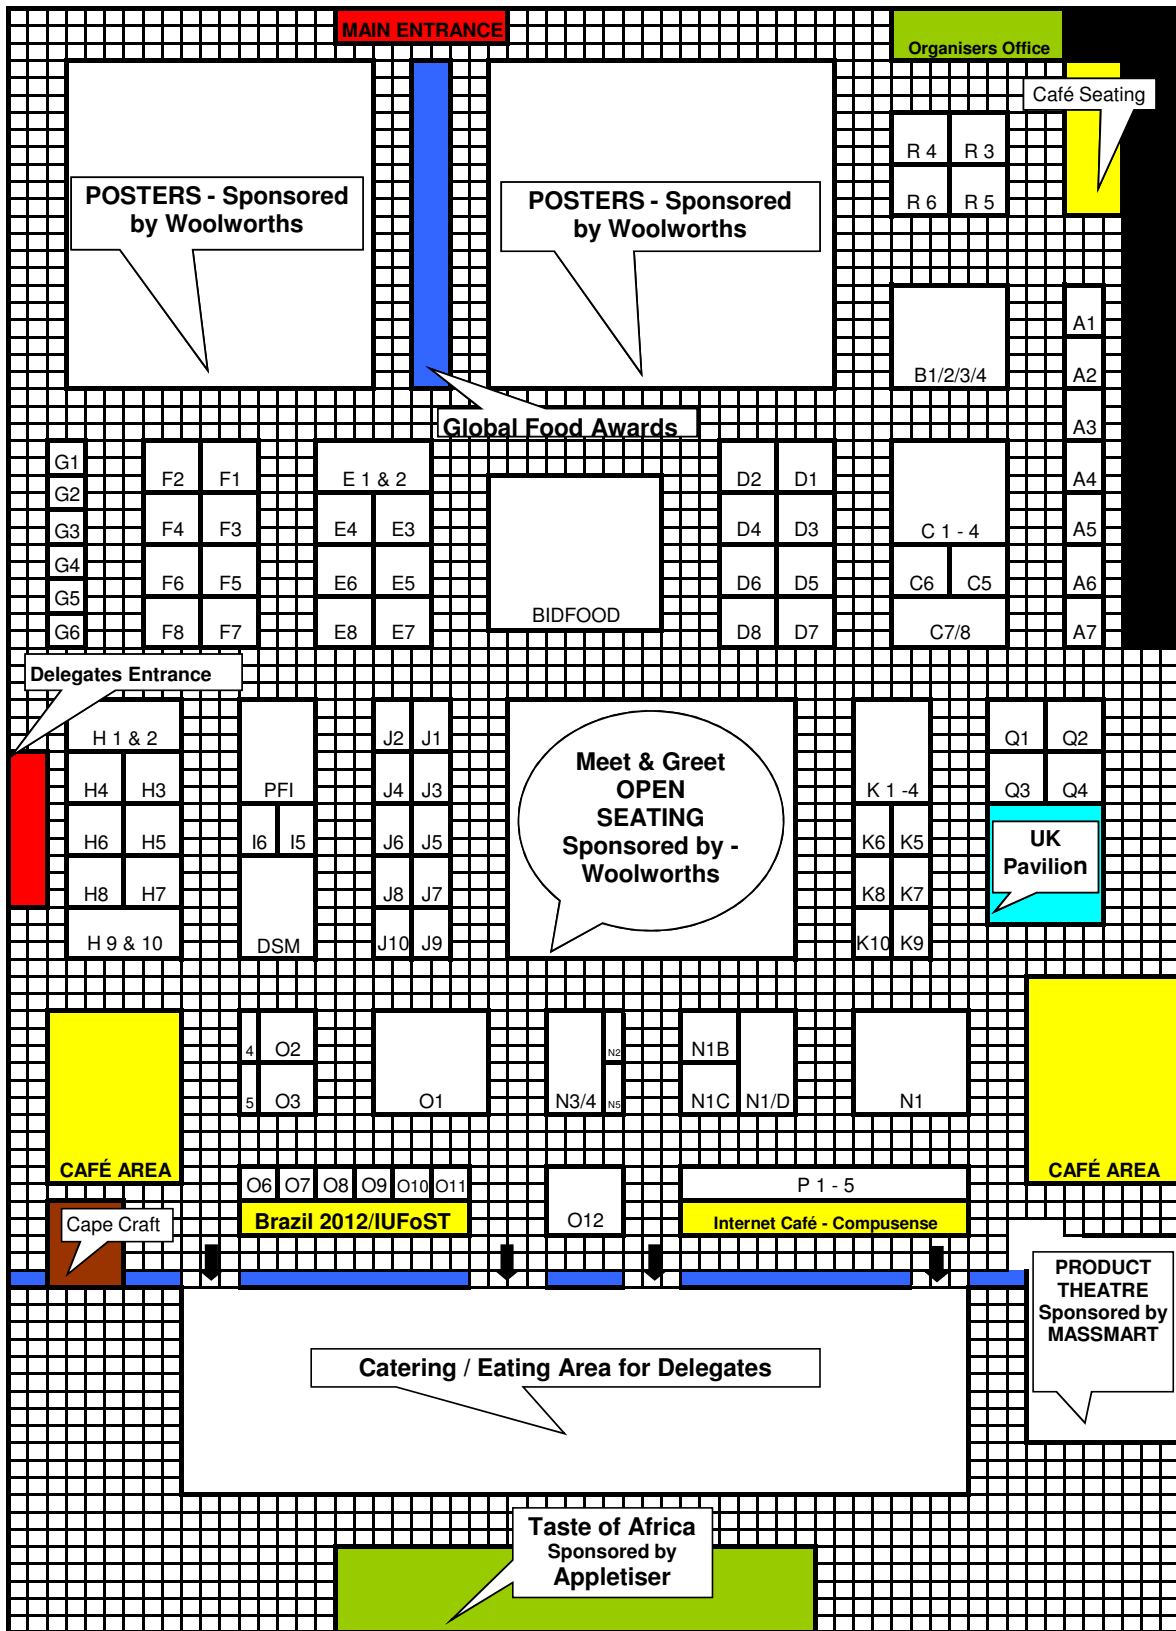 MAIN ENTRANCE
Organisers Office
Café Seating
R 4 R 3
R 6 R 5
POSTERS - Sponsored
by Woolworths
POSTERS - Sponsored
by Woolworths
A1
B1/2/3/4
A2
Global Food Awards
A3
G1
F2 F1
E 1 & 2
D2 D1
A4
G2
G3
F4 F3
E4 E3
D4 D3
C 1 - 4
A5
G4
F6 F5
E6 E5
D6 D5
C6 C5
A6
G5
BIDFOOD
G6
F8 F7
E8 E7
D8 D7
C7/8
A7
Delegates Entrance
H 1 & 2
J2 J1
Q1 Q2
Meet & Greet
OPEN
SEATING
Sponsored by -
Woolworths
H4 H3
PFI
J4 J3
K 1 -4
Q3 Q4
H6 H5
I6 I5
J6 J5
K6 K5
UK
Pavilion
H8 H7
J8 J7
K8 K7
H 9 & 10
DSM
J10 J9
K10 K9
4 O2
N2
N1B
5 O3
O1
N3/4
N5
N1C N1/D
N1
CAFÉ AREA
CAFÉ AREA
O6 O7 O8 O9 O10 O11
P 1 - 5
Cape Craft
Brazil 2012/IUFoST
O12
Internet Café - Compusense
PRODUCT
THEATRE
Sponsored by
MASSMART
Catering / Eating Area for Delegates
Taste of Africa
Sponsored by
Appletiser